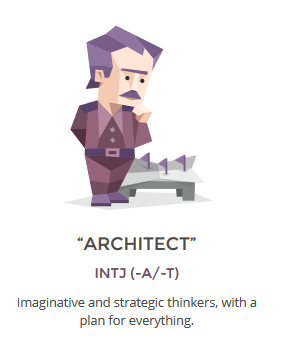 “ARCHITECT”
INTJ (-A/-T)
Imaginative and strategic thinkers, with a
plan for everything.